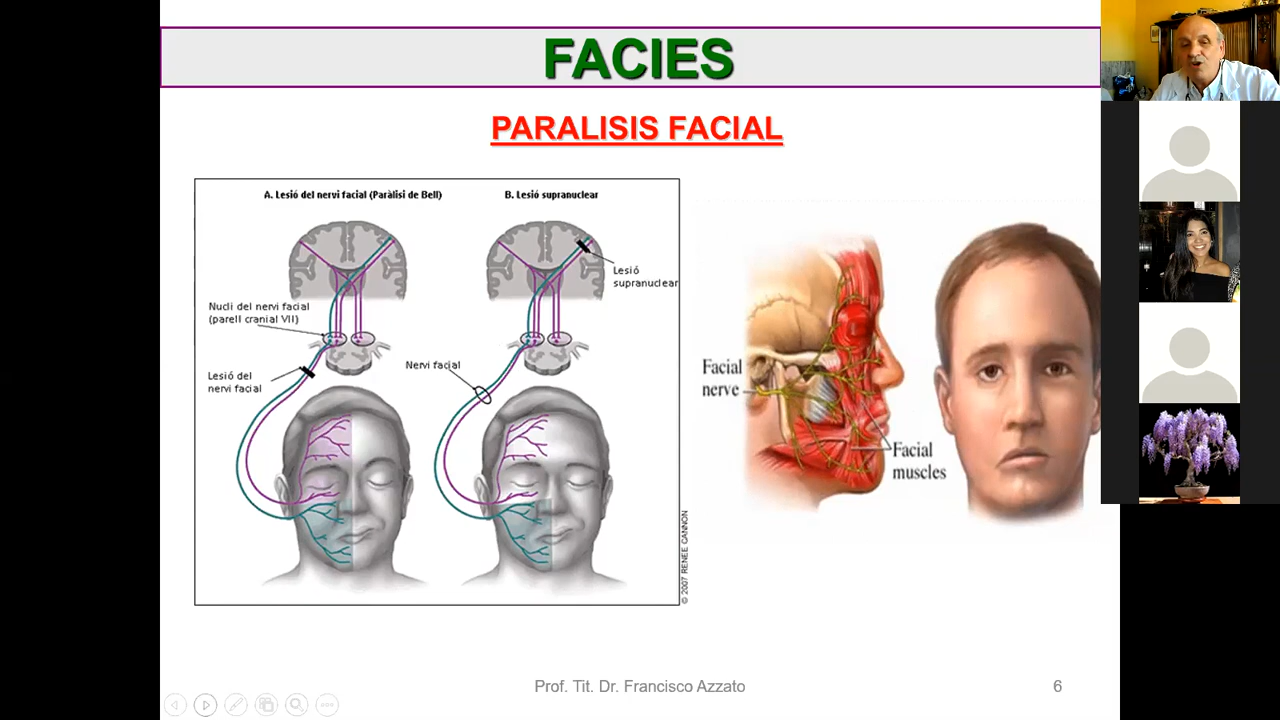 FACIES
PARALISIS FACIAL
A. Lesió del nervi facial (Paràlisi de Bell)
B. Lesió supranuclear
Lesió
supranuclear
Nucli del nervi facial
(parell cranial VII)
Lesió del
nervi facial
Nervi facial
© 2007 RENEE CANNON
Facial
nerve
Facial
muscles
Prof. Tit. Dr. Francisco Azzato
6